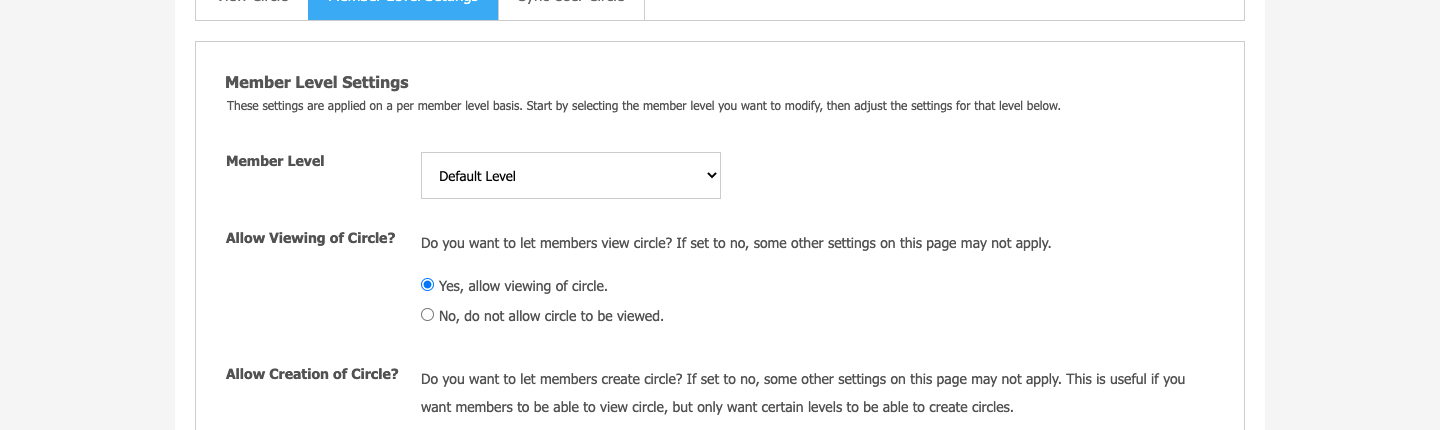 Member Level Settings
These settings are applied on a per member level basis. Start by selecting the member level you want to modify, then adjust the settings for that level below.
Member Level
Default Level
Allow Viewing of Circle?
Do you want to let members view circle? If set to no, some other settings on this page may not apply.
Yes, allow viewing of circle.
No, do not allow circle to be viewed.
Allow Creation of Circle?
Do you want to let members create circle? If set to no, some other settings on this page may not apply. This is useful if you
want members to be able to view circle, but only want certain levels to be able to create circles.